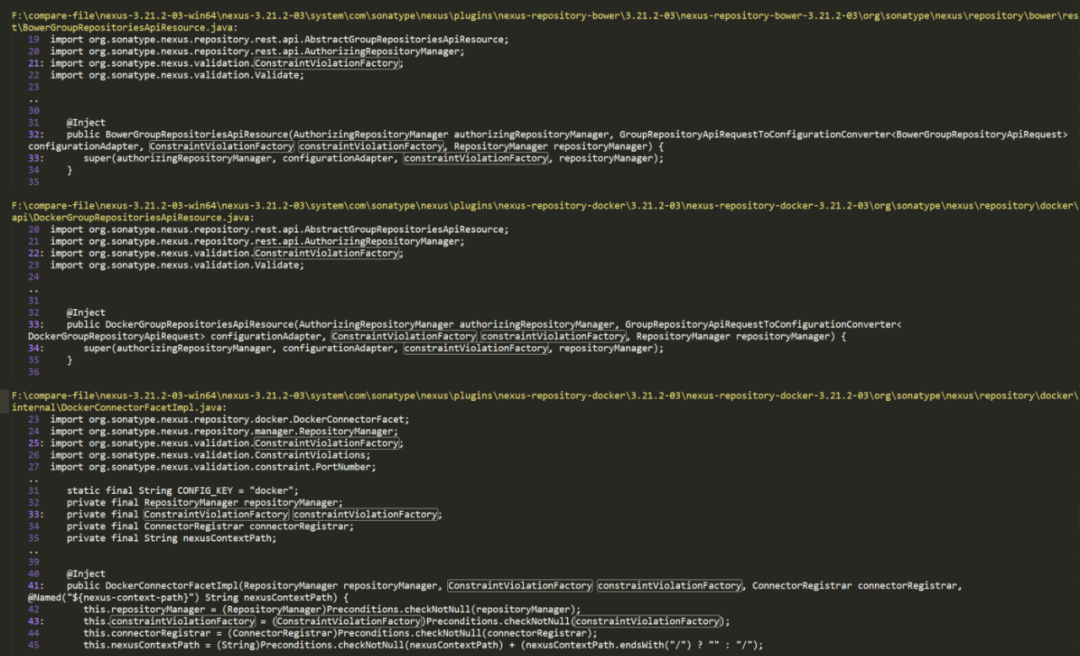 F:\compare-file\nexus-3.21.2-03-win64\nexus-3.21.2-03\system\com\sonatype\nexus\plugins\nexus-repository-bower\3.21.2-03\nexus-repository-bower-3.21.2-03\org\sonatype\nexus\repository\bower\res
t\BowerGroupRepositoriesApiResource.java:
19 import org.sonatype.nexus.repository.rest.api.AbstractGroupRepositoriesApiResource;
20 import org.sonatype.nexus.repository.rest.api.AuthorizingRepositoryManager;
21: import org.sonatype.nexus.validation.ConstraintViolationFactory;
22 import org.sonatype.nexus.validation.Validate;
23
..
30
31 @Inject
32: public BowerGroupRepositoriesApiResource(AuthorizingRepositoryManager authorizingRepositoryManager, GroupRepositoryApiRequestToConfigurationConverter<BowerGroupRepositoryApiRequest>
configurationAdapter, ConstraintViolationFactory constraintViolationFactory, RepositoryManager repositoryManager) {
33: super(authorizingRepositoryManager, configurationAdapter, constraintViolationFactory, repositoryManager);
34 }
35
F:\compare-file\nexus-3.21.2-03-win64\nexus-3.21.2-03\system\com\sonatype\nexus\plugins\nexus-repository-docker\3.21.2-03\nexus-repository-docker-3.21.2-03\org\sonatype\nexus\repository\docker\
api\DockerGroupRepositoriesApiResource.java:
20 import org.sonatype.nexus.repository.rest.api.AbstractGroupRepositoriesApiResource;
21 import org.sonatype.nexus.repository.rest.api.AuthorizingRepositoryManager;
22: import org.sonatype.nexus.validation.ConstraintViolationFactory;
23 import org.sonatype.nexus.validation.Validate;
24
..
31
32 @Inject
33: public DockerGroupRepositoriesApiResource(AuthorizingRepositoryManager authorizingRepositoryManager, GroupRepositoryApiRequestToConfigurationConverter<
DockerGroupRepositoryApiRequest> configurationAdapter, ConstraintViolationFactory constraintViolationFactory, RepositoryManager repositoryManager) {
34: super(authorizingRepositoryManager, configurationAdapter, constraintViolationFactory, repositoryManager);
35 }
36
F:\compare-file\nexus-3.21.2-03-win64\nexus-3.21.2-03\system\com\sonatype\nexus\plugins\nexus-repository-docker\3.21.2-03\nexus-repository-docker-3.21.2-03\org\sonatype\nexus\repository\docker\
internal\DockerConnectorFacetImpl.java:
23 import org.sonatype.nexus.repository.docker.DockerConnectorFacet;
24 import org.sonatype.nexus.repository.manager.RepositoryManager;
25: import org.sonatype.nexus.validation.ConstraintViolationFactory;
26 import org.sonatype.nexus.validation.ConstraintViolations;
27 import org.sonatype.nexus.validation.constraint.PortNumber;
..
31 static final String CONFIG_KEY = "docker";
32 private final RepositoryManager repositoryManager;
33: private final ConstraintViolationFactory constraintViolationFactory;
34 private final ConnectorRegistrar connectorRegistrar;
35 private final String nexusContextPath;
..
39
40 @Inject
41: public DockerConnectorFacetImpl(RepositoryManager repositoryManager, ConstraintViolationFactory constraintViolationFactory, ConnectorRegistrar connectorRegistrar,
@Named("${nexus-context-path}") String nexusContextPath) {
42 this.repositoryManager = (RepositoryManager)Preconditions.checkNotNull(repositoryManager);
43: this.constraintViolationFactory = (ConstraintViolationFactory)Preconditions.checkNotNull(constraintViolationFactory);
44 this.connectorRegistrar = (ConnectorRegistrar)Preconditions.checkNotNull(connectorRegistrar);
45 this.nexusContextPath = (String)Preconditions.checkNotNull(nexusContextPath) + (nexusContextPath.endsWith("/") ? "" : "/");